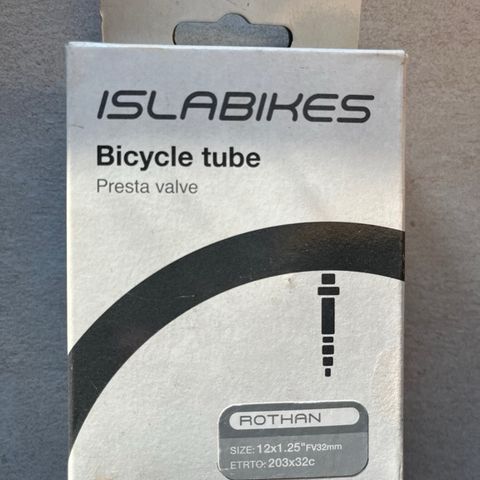 ISLABIKES
Bicycle tube
Presta valve
ROTHAN
SIZE: 12x1.25"FV32mm
ETRTO: 203x32c